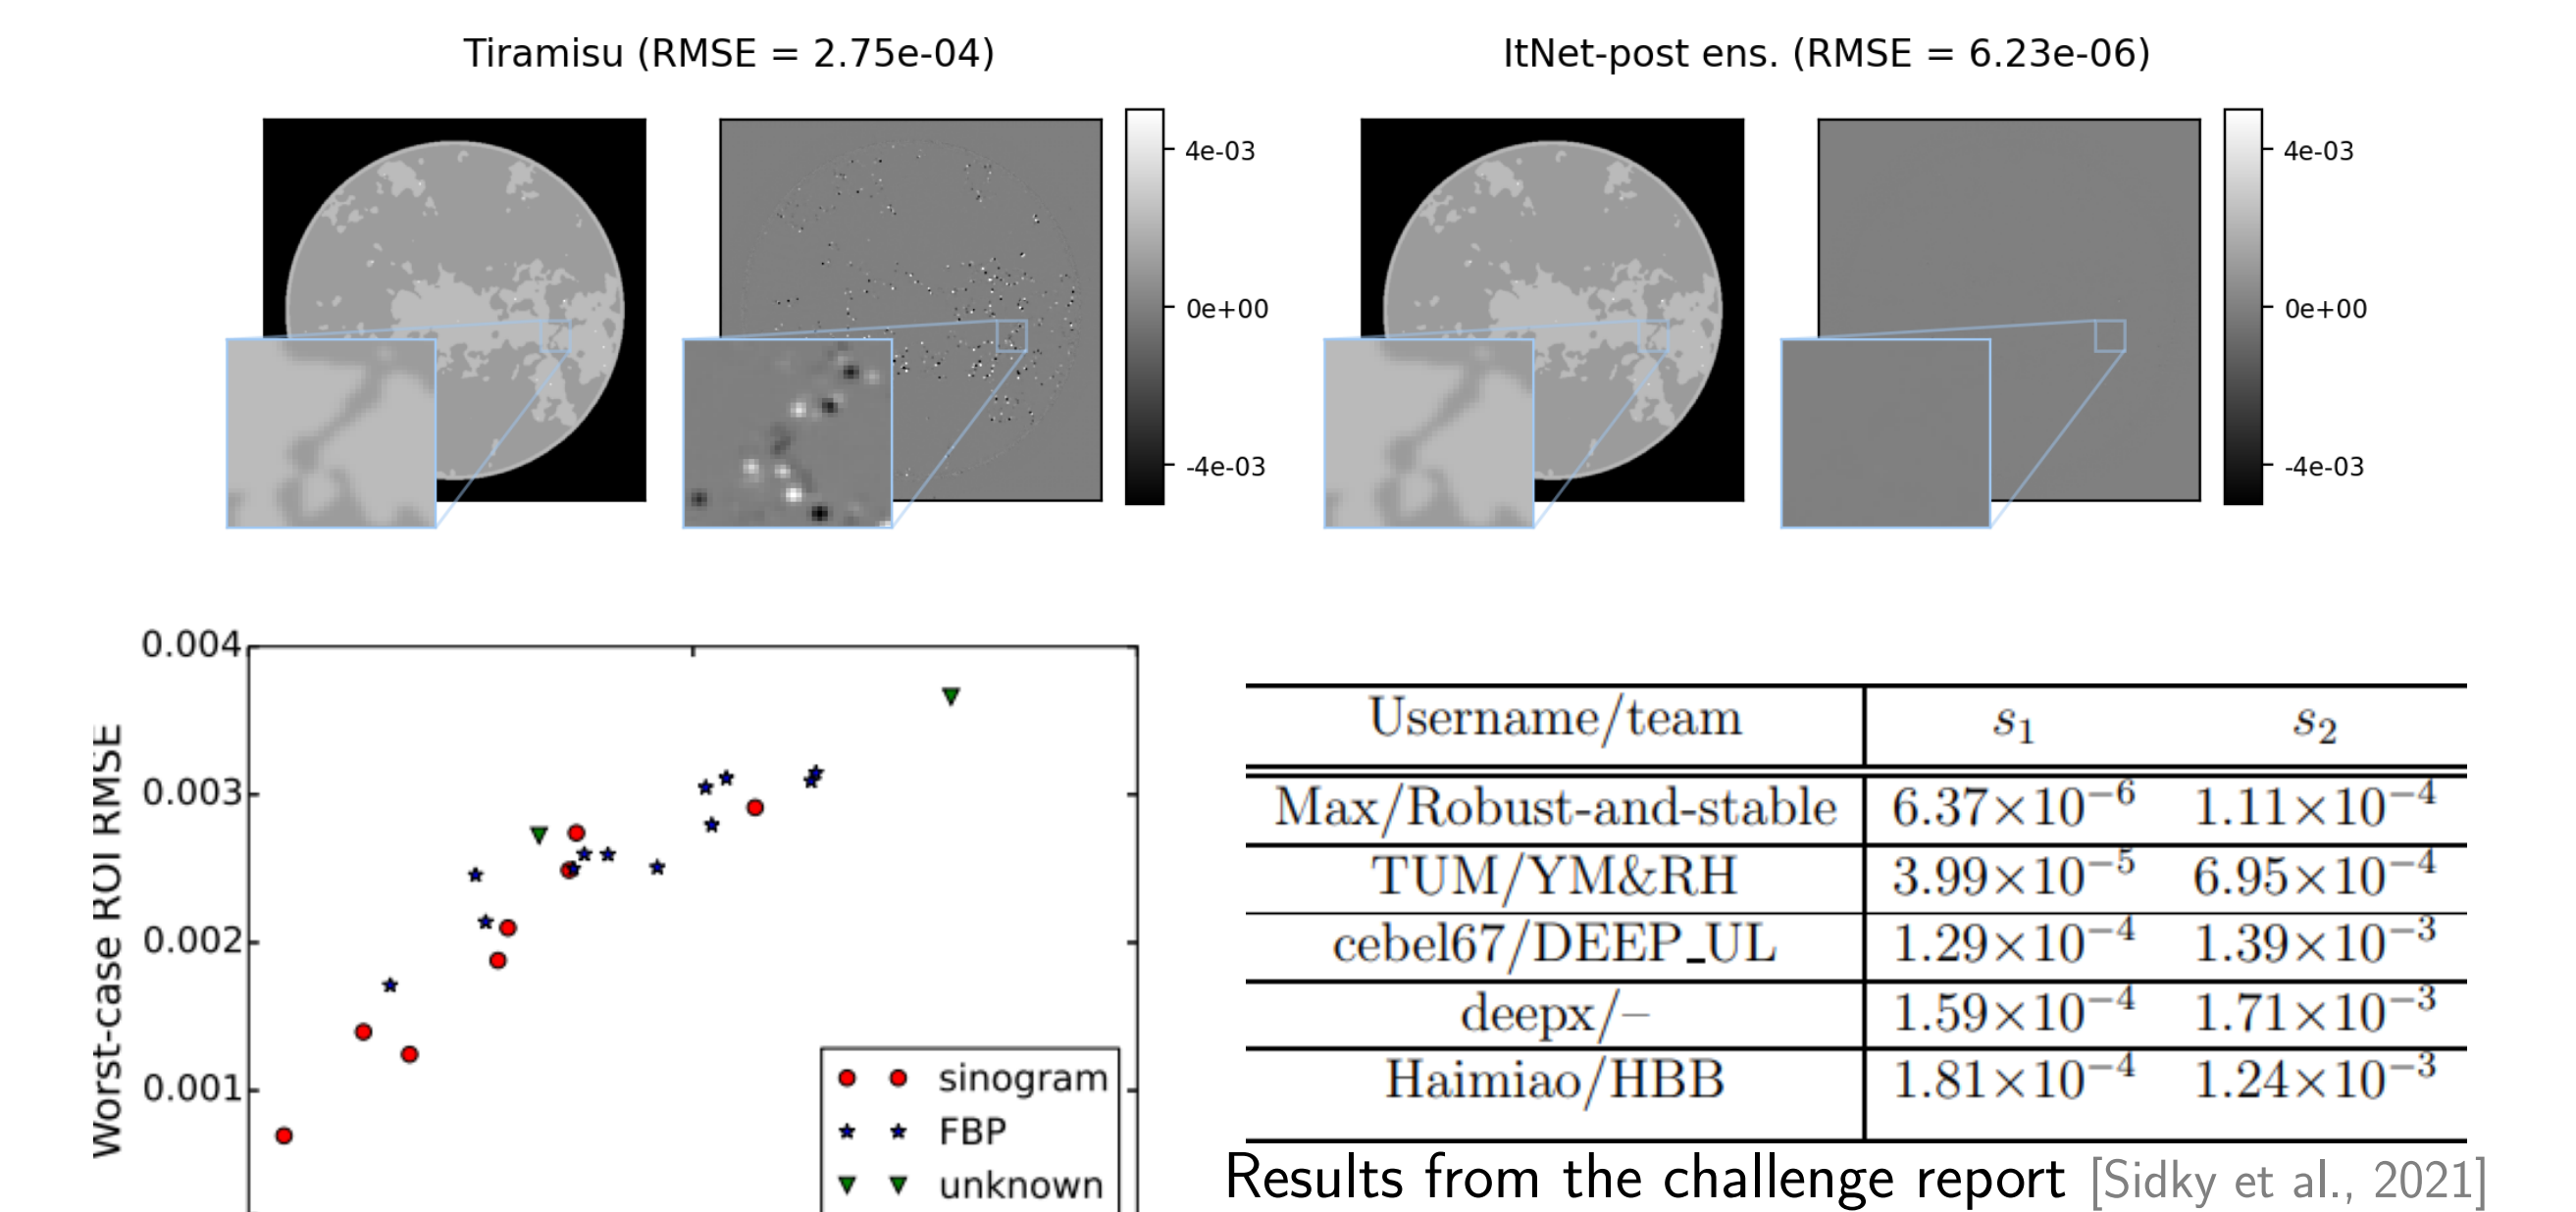 Tiramisu (RMSE = 2.75e-04)
ItNet-post ens. (RMSE = 6.23e-06)
4e-03
0e+00
-4e-03
4e-03
0e+00
-4e-03
Worst-case ROI RMSE
0.004
0.003
0.002
0.001
sinogram
FBP
unknown
Username/team s₁ s₂
Max/Robust-and-stable 6.37×10⁻⁶ 1.11×10⁻⁴
TUM/YM&RH 3.99×10⁻⁵ 6.95×10⁻⁴
cebel67/DEEP_UL 1.29×10⁻⁴ 1.39×10⁻³
deepx/– 1.59×10⁻⁴ 1.71×10⁻³
Haimiao/HBB 1.81×10⁻⁴ 1.24×10⁻³
Results from the challenge report [Sidky et al., 2021]